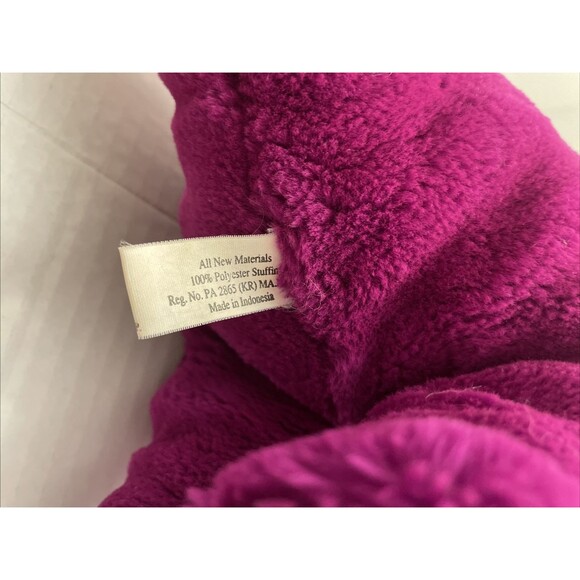 All New Materials
100% Polyester
Reg. No. PA 2865 (KR)
Made in Indonesia